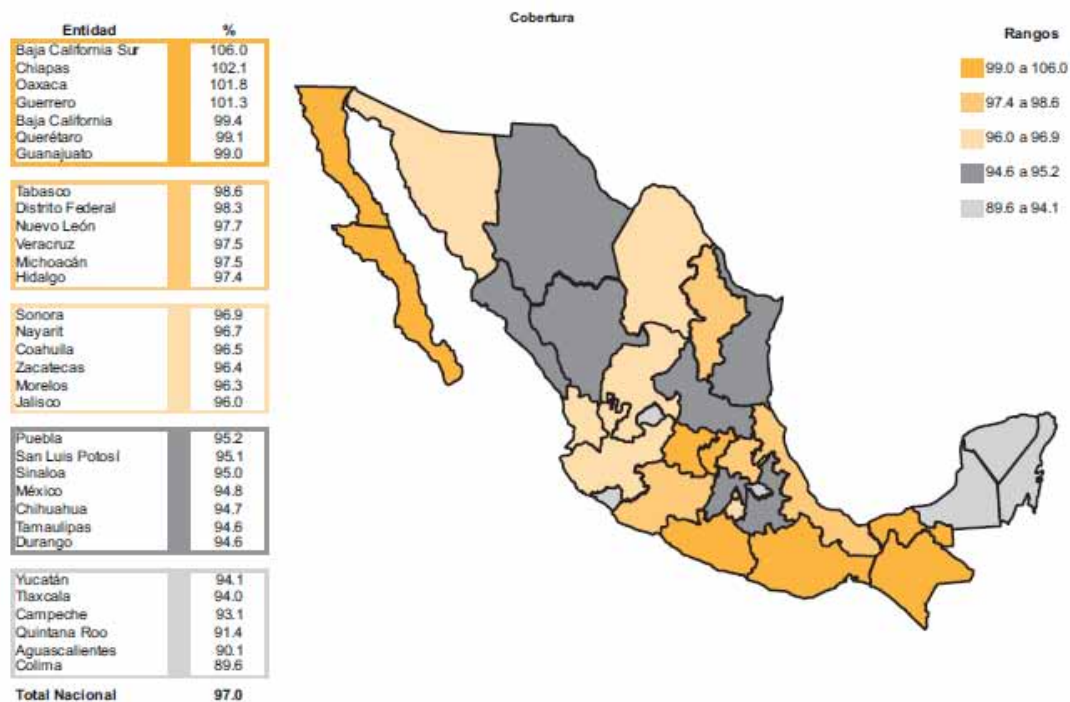 Cobertura
Entidad %
Baja California Sur 106.0
Chiapas 102.1
Oaxaca 101.8
Guerrero 101.3
Baja California 99.4
Querétaro 99.1
Guanajuato 99.0
Tabasco 98.6
Distrito Federal 98.3
Nuevo León 97.7
Veracruz 97.5
Michoacán 97.5
Hidalgo 97.4
Sonora 96.9
Nayarit 96.7
Coahuila 96.5
Zacatecas 96.4
Morelos 96.3
Jalisco 96.0
Puebla 95.2
San Luis Potosí 95.1
Sinaloa 95.0
México 94.8
Chihuahua 94.7
Tamaulipas 94.6
Durango 94.6
Yucatán 94.1
Tlaxcala 94.0
Campeche 93.1
Quintana Roo 91.4
Aguascalientes 90.1
Colima 89.6
Total Nacional 97.0
Rangos
99.0 a 106.0
97.4 a 98.6
96.0 a 96.9
94.6 a 95.2
89.6 a 94.1